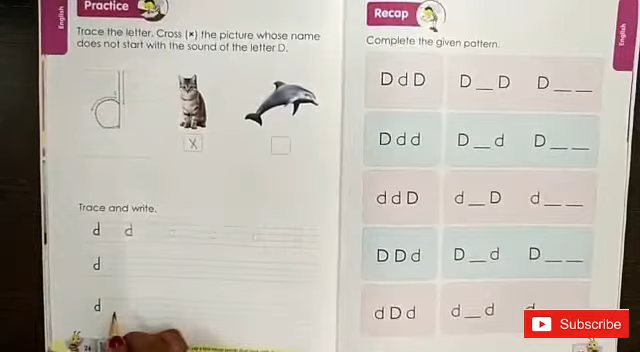 English
Practice
Trace the letter. Cross (×) the picture whose name
does not start with the sound of the letter D.
d
X
Trace and write.
d d
d
d
26
Recap
English
Complete the given pattern.
D d D D __ D D __ __
D d d D __ d D __ __
d d D d __ D d __ __
D D d D __ d D __ __
d D d d __ d d
Subscribe